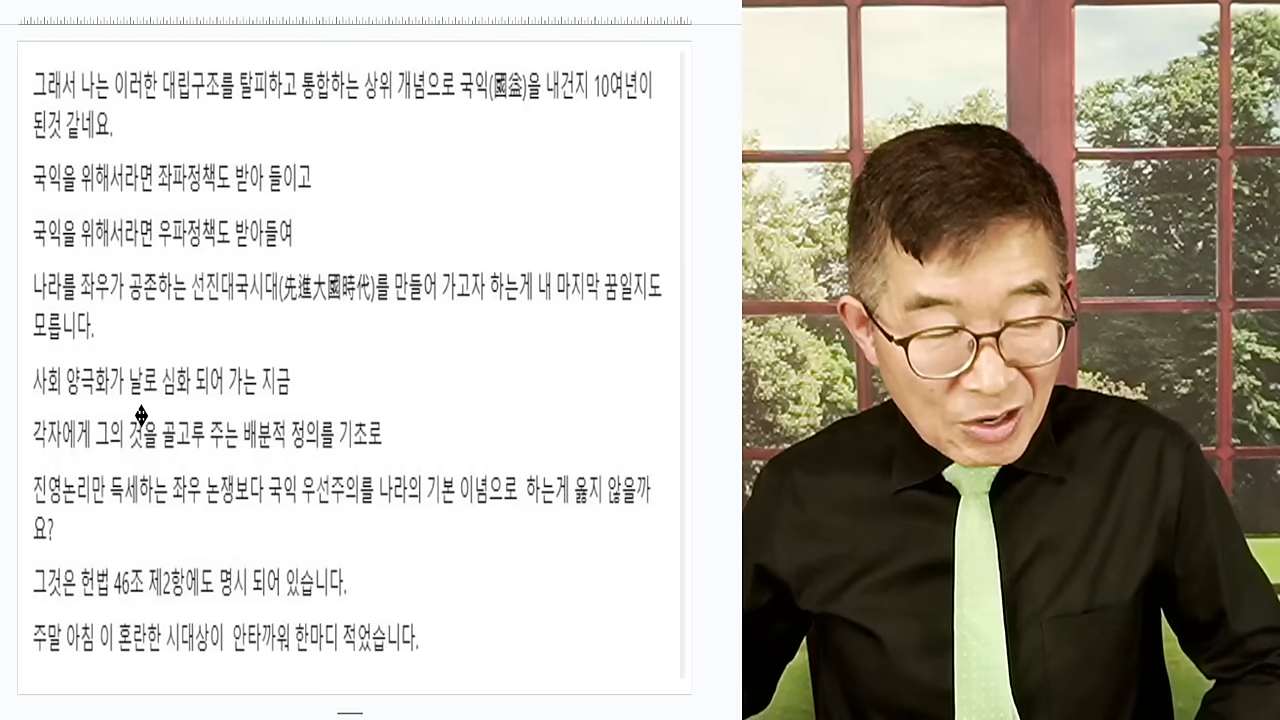 그래서 나는 이러한 대립구조를 탈피하고 통합하는 상위 개념으로 국익(國益)을 내건지 10여년이
된것 같네요.
국익을 위해서라면 좌파정책도 받아 들이고
국익을 위해서라면 우파정책도 받아들여
나라를 좌우가 공존하는 선진대국시대(先進大國時代)를 만들어 가고자 하는게 내 마지막 꿈일지도
모릅니다.
사회 양극화가 날로 심화 되어 가는 지금
각자에게 그의 것을 골고루 주는 배분적 정의를 기초로
진영논리만 득세하는 좌우 논쟁보다 국익 우선주의를 나라의 기본 이념으로 하는게 옳지 않을까
요?
그것은 헌법 46조 제2항에도 명시 되어 있습니다.
주말 아침 이 혼란한 시대상이 안타까워 한마디 적었습니다.